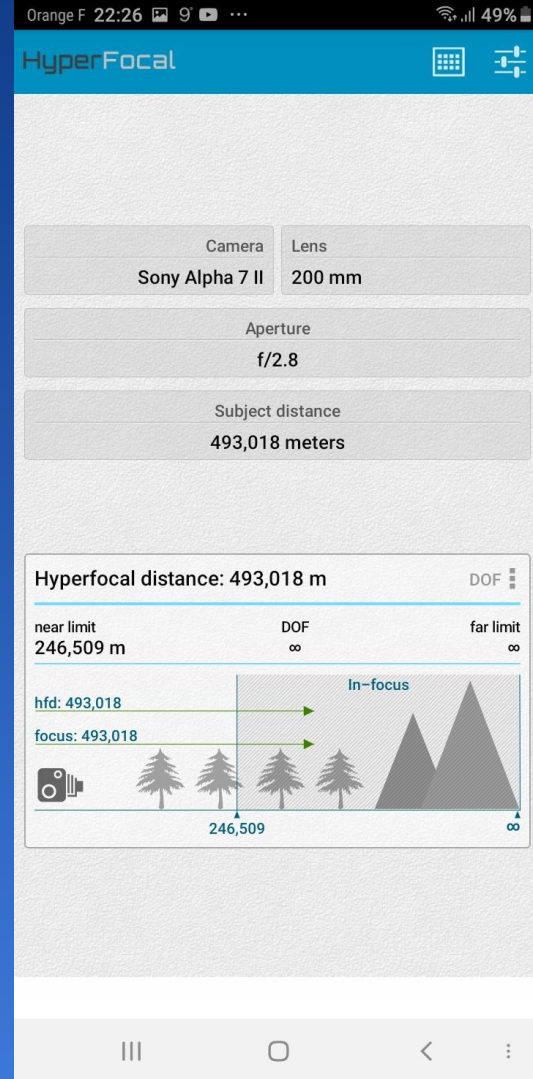 Orange F 22:26 9° ... 49%
HyperFocal
Camera
Sony Alpha 7 II
Lens
200 mm
Aperture
f/2.8
Subject distance
493,018 meters
Hyperfocal distance: 493,018 m DOF
near limit DOF far limit
246,509 m ∞ ∞
In-focus
hfd: 493,018
focus: 493,018
246,509 ∞